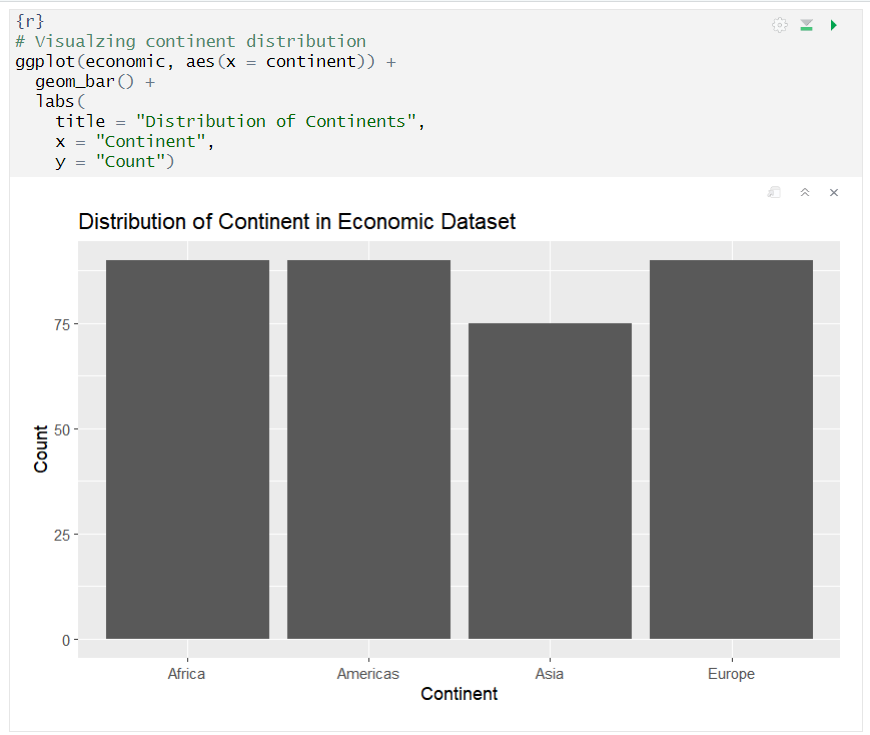 {r}
# Visualzing continent distribution
ggplot(economic, aes(x = continent)) +
  geom_bar() +
  labs(
    title = "Distribution of Continents",
    x = "Continent",
    y = "Count")
Distribution of Continent in Economic Dataset
75
50
25
0
Count
Africa Americas Asia Europe
Continent